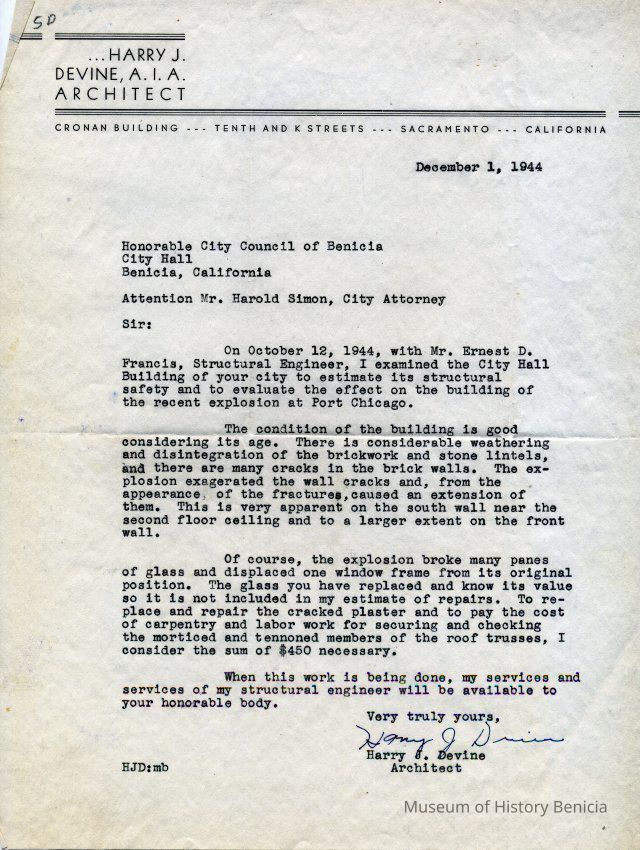 SD
...HARRY J.
DEVINE, A. I. A.
ARCHITECT
CRONAN BUILDING --- TENTH AND K STREETS --- SACRAMENTO --- CALIFORNIA
December 1, 1944
Honorable City Council of Benicia
City Hall
Benicia, California
Attention Mr. Harold Simon, City Attorney
Sir:
On October 12, 1944, with Mr. Ernest D.
Francis, Structural Engineer, I examined the City Hall
Building of your city to estimate its structural
safety and to evaluate the effect on the building of
the recent explosion at Port Chicago.
The condition of the building is good
considering its age. There is considerable weathering
and disintegration of the brickwork and stone lintels,
and there are many cracks in the brick walls. The ex-
plosion exagerated the wall cracks and, from the
appearance, of the fractures, caused an extension of
them. This is very apparent on the south wall near the
second floor ceiling and to a larger extent on the front
wall.
Of course, the explosion broke many panes
of glass and displaced one window frame from its original
position. The glass you have replaced and know its value
so it is not included in my estimate of repairs. To re-
place and repair the cracked plaster and to pay the cost
of carpentry and labor work for securing and checking
the morticed and tennoned members of the roof trusses, I
consider the sum of $450 necessary.
When this work is being done, my services and
services of my structural engineer will be available to
your honorable body.
Very truly yours,
Harry J Devine
Harry J. Devine
HJD:mb Architect
Museum of History Benicia